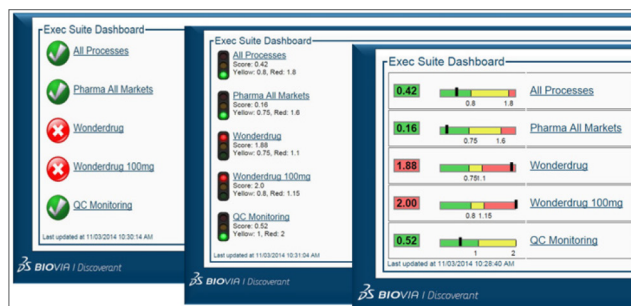 Exec Suite Dashboard
All Processes
Pharma All Markets
Wonderdrug
Wonderdrug 100mg
QC Monitoring
Last updated at 11/03/2014 10:30:14 AM
BIOVIA | Discoverant
Exec Suite Dashboard
All Processes
Score: 0.42
Yellow: 0.8, Red: 1.8
Pharma All Markets
Score: 0.16
Yellow: 0.75, Red: 1.6
Wonderdrug
Score: 1.88
Yellow: 0.75, Red: 1.1
Wonderdrug 100mg
Score: 2.0
Yellow: 0.8, Red: 1.15
QC Monitoring
Score: 0.52
Yellow: 1, Red: 2
Last updated at 11/03/2014 10:31:04 AM
BIOVIA | Discoverant
Exec Suite Dashboard
0.42 All Processes
0.8 1.8
0.16 Pharma All Markets
0.75 1.6
1.88 Wonderdrug
0.75 1.1
2.00 Wonderdrug 100mg
0.8 1.15
0.52 QC Monitoring
1 2
Last updated at 11/03/2014 10:28:40 AM
BIOVIA | Discoverant